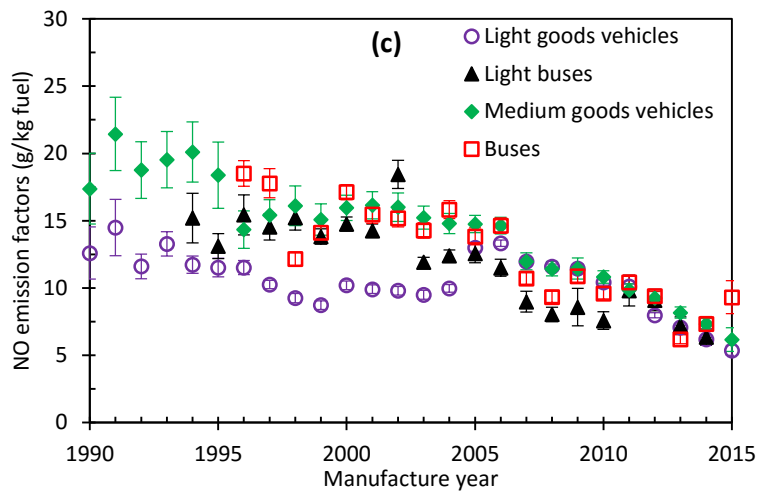 30
25
20
15
10
5
0
NO emission factors (g/kg fuel)
(c)
Light goods vehicles
Light buses
Medium goods vehicles
Buses
1990
1995
2000
2005
2010
2015
Manufacture year